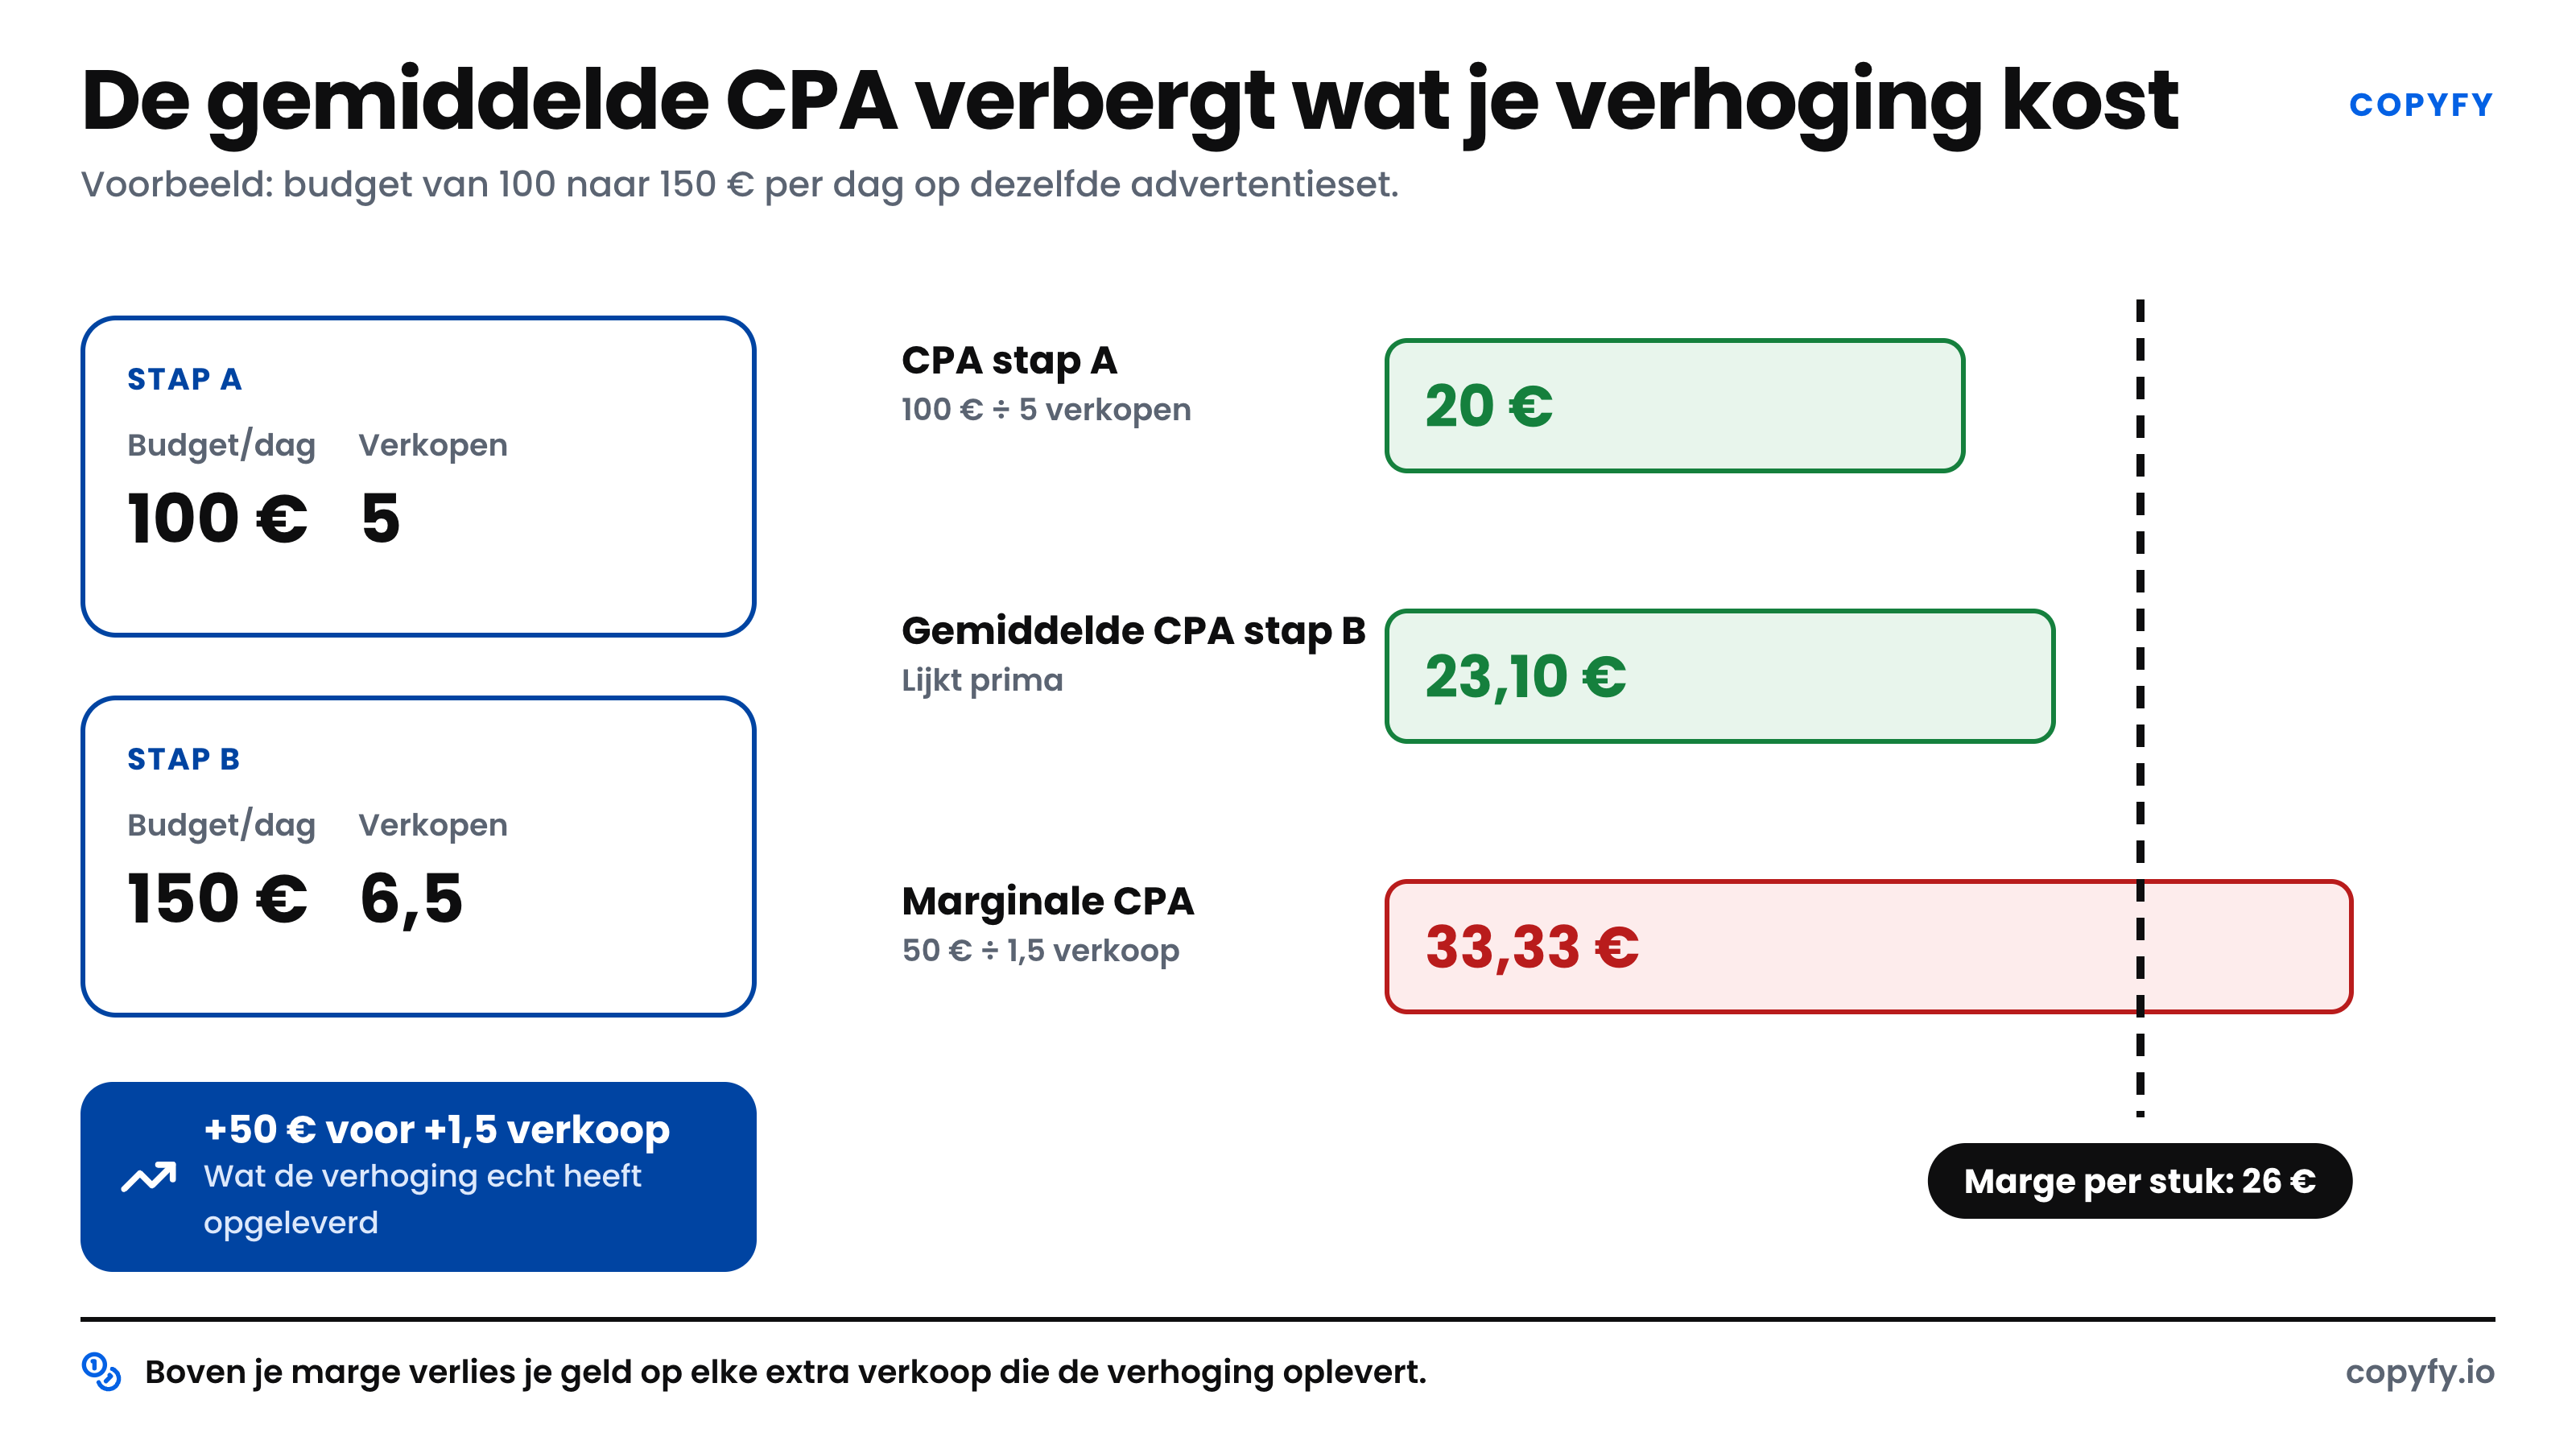 De gemiddelde CPA verbergt wat je verhoging kost
COPYFY
Voorbeeld: budget van 100 naar 150 € per dag op dezelfde advertentieset.
STAP A
Budget/dag Verkopen
100 € 5
STAP B
Budget/dag Verkopen
150 € 6,5
+50 € voor +1,5 verkoop
Wat de verhoging echt heeft
opgeleverd
CPA stap A
100 € ÷ 5 verkopen
20 €
Gemiddelde CPA stap B
Lijkt prima
23,10 €
Marginale CPA
50 € ÷ 1,5 verkoop
33,33 €
Marge per stuk: 26 €
Boven je marge verlies je geld op elke extra verkoop die de verhoging oplevert.
copyfy.io